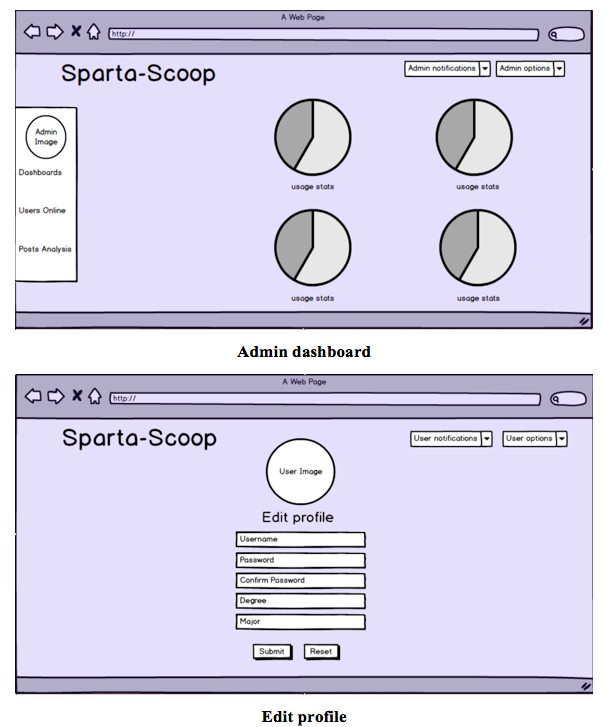 A Web Page
http://
Sparta-Scoop
Admin notifications
Admin options
Admin
Image
Dashboards
Users Online
Posts Analysis
usage stats
usage stats
usage stats
usage stats
Admin dashboard
A Web Page
http://
Sparta-Scoop
User notifications
User options
User Image
Edit profile
Username
Password
Confirm Password
Degree
Major
Submit
Reset
Edit profile